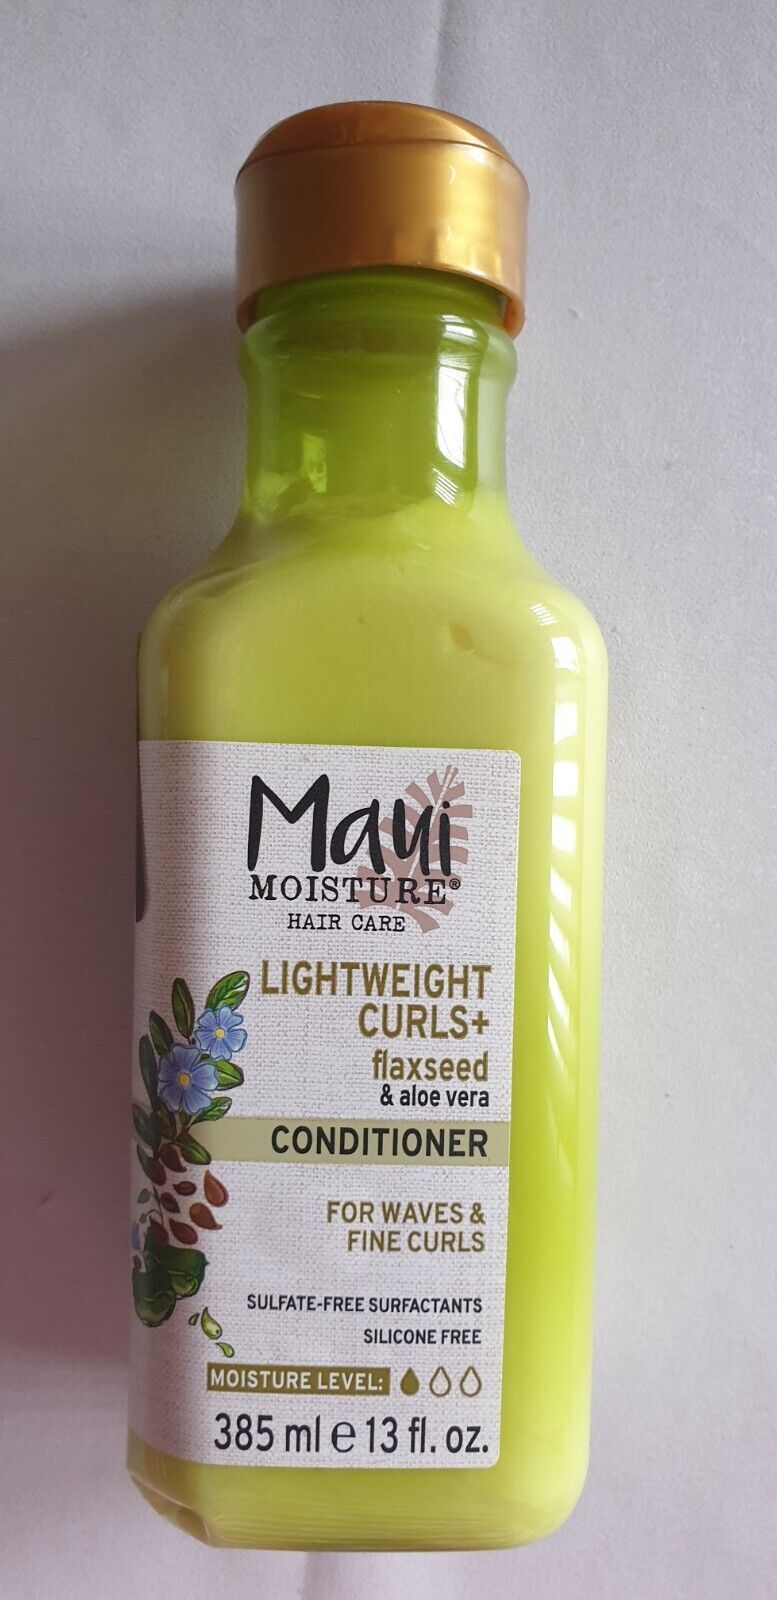 Maui
MOISTURE®
HAIR CARE
LIGHTWEIGHT
CURLS+
flaxseed
& aloe vera
CONDITIONER
FOR WAVES &
FINE CURLS
SULFATE-FREE SURFACTANTS
SILICONE FREE
MOISTURE LEVEL:
385 ml e 13 fl. oz.